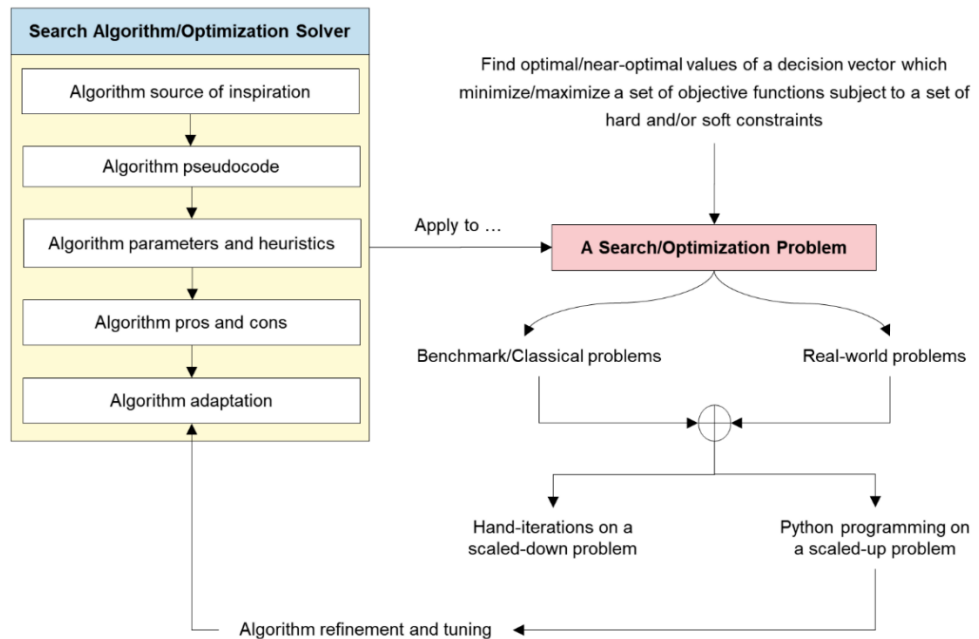 Search Algorithm/Optimization Solver
Algorithm source of inspiration
Algorithm pseudocode
Algorithm parameters and heuristics
Algorithm pros and cons
Algorithm adaptation
Apply to …
Find optimal/near-optimal values of a decision vector which
minimize/maximize a set of objective functions subject to a set of
hard and/or soft constraints
A Search/Optimization Problem
Benchmark/Classical problems
Real-world problems
Hand-iterations on a
scaled-down problem
Python programming on
a scaled-up problem
Algorithm refinement and tuning